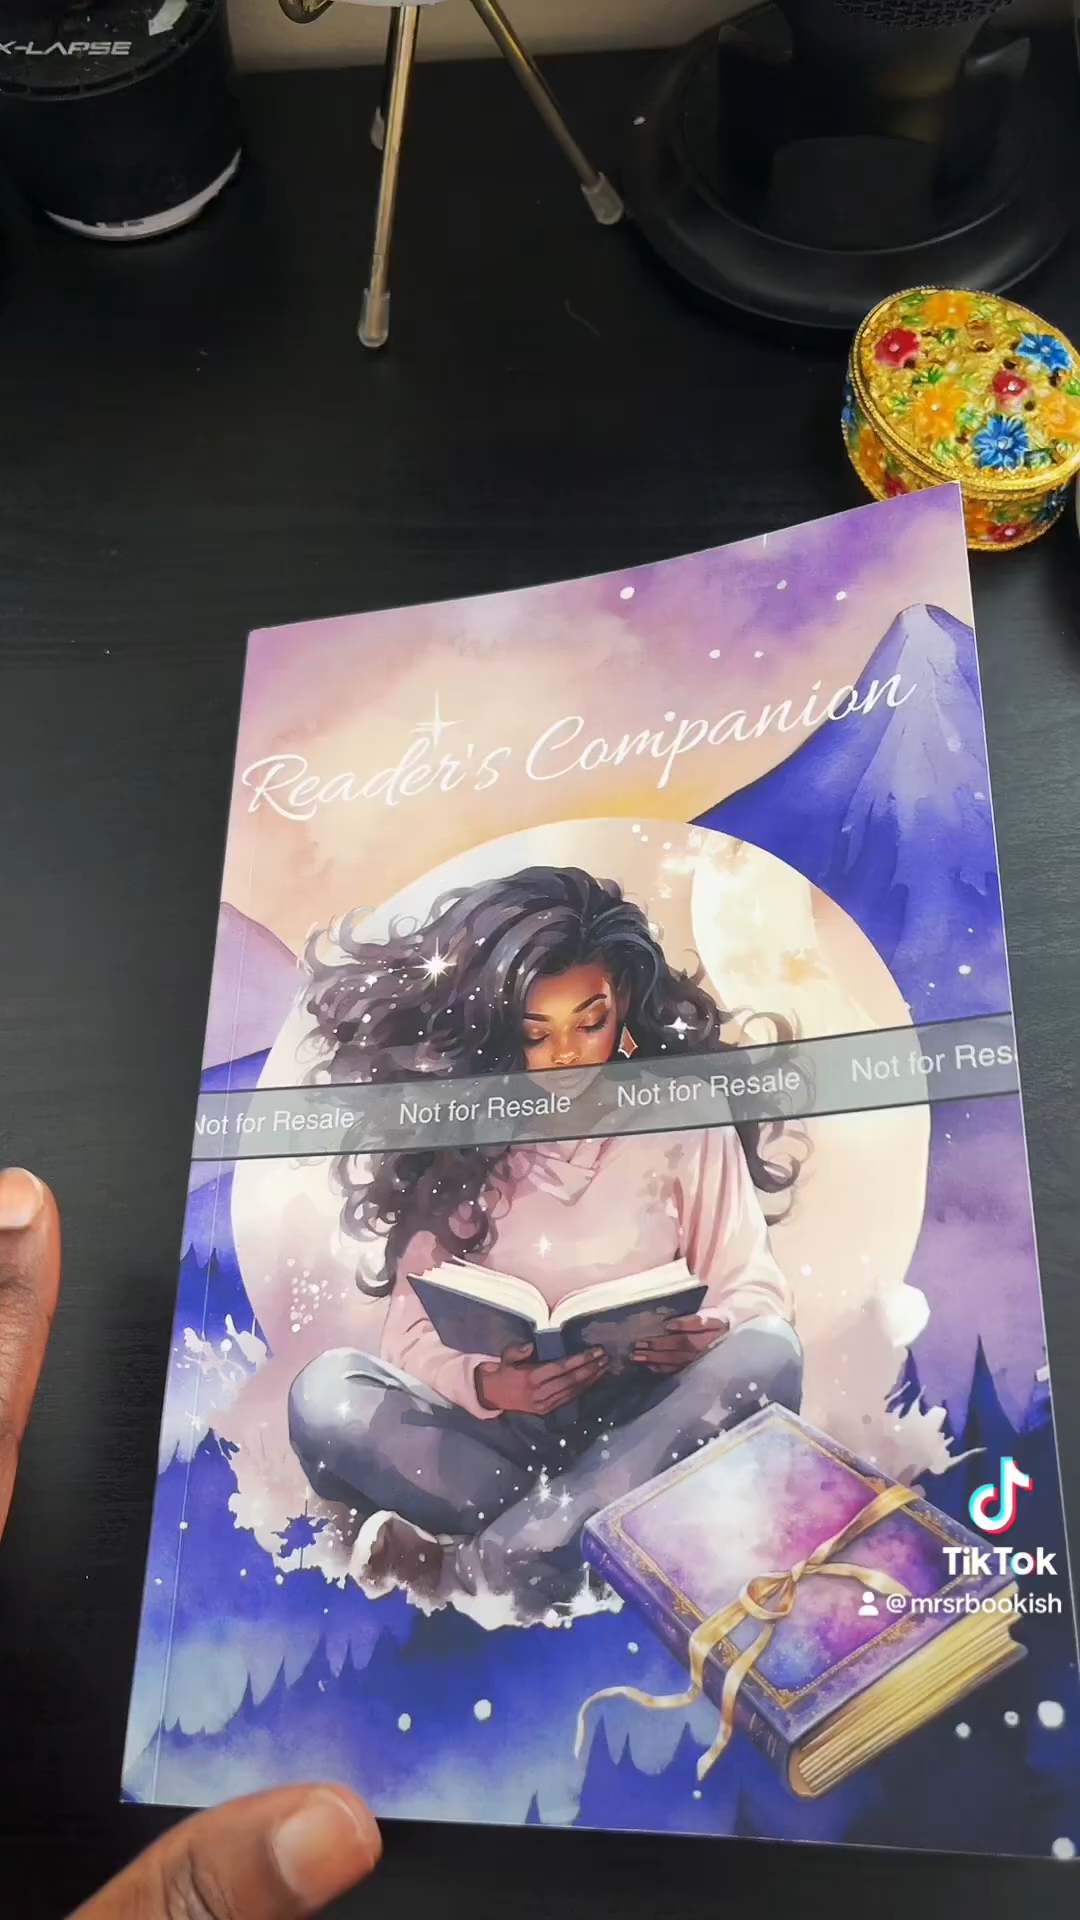 X-LAPSE
Reader's Companion
Not for Resale Not for Resale Not for Resale Not for Res
TikTok
@mrsrbookish